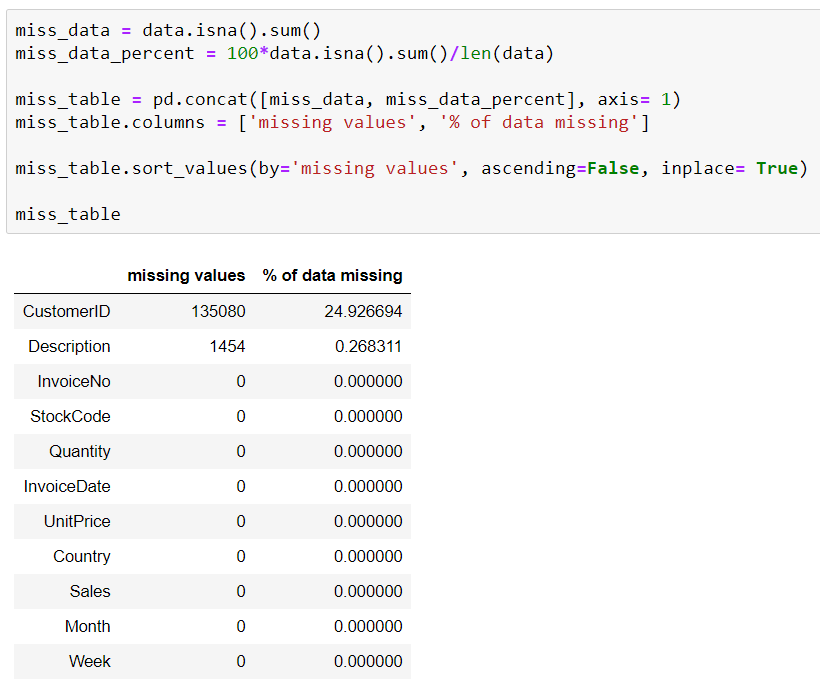 miss_data = data.isna().sum()
miss_data_percent = 100*data.isna().sum()/len(data)
miss_table = pd.concat([miss_data, miss_data_percent], axis= 1)
miss_table.columns = ['missing values', '% of data missing']
miss_table.sort_values(by='missing values', ascending=False, inplace= True)
miss_table
missing values % of data missing
CustomerID 135080 24.926694
Description 1454 0.268311
InvoiceNo 0 0.000000
StockCode 0 0.000000
Quantity 0 0.000000
InvoiceDate 0 0.000000
UnitPrice 0 0.000000
Country 0 0.000000
Sales 0 0.000000
Month 0 0.000000
Week 0 0.000000